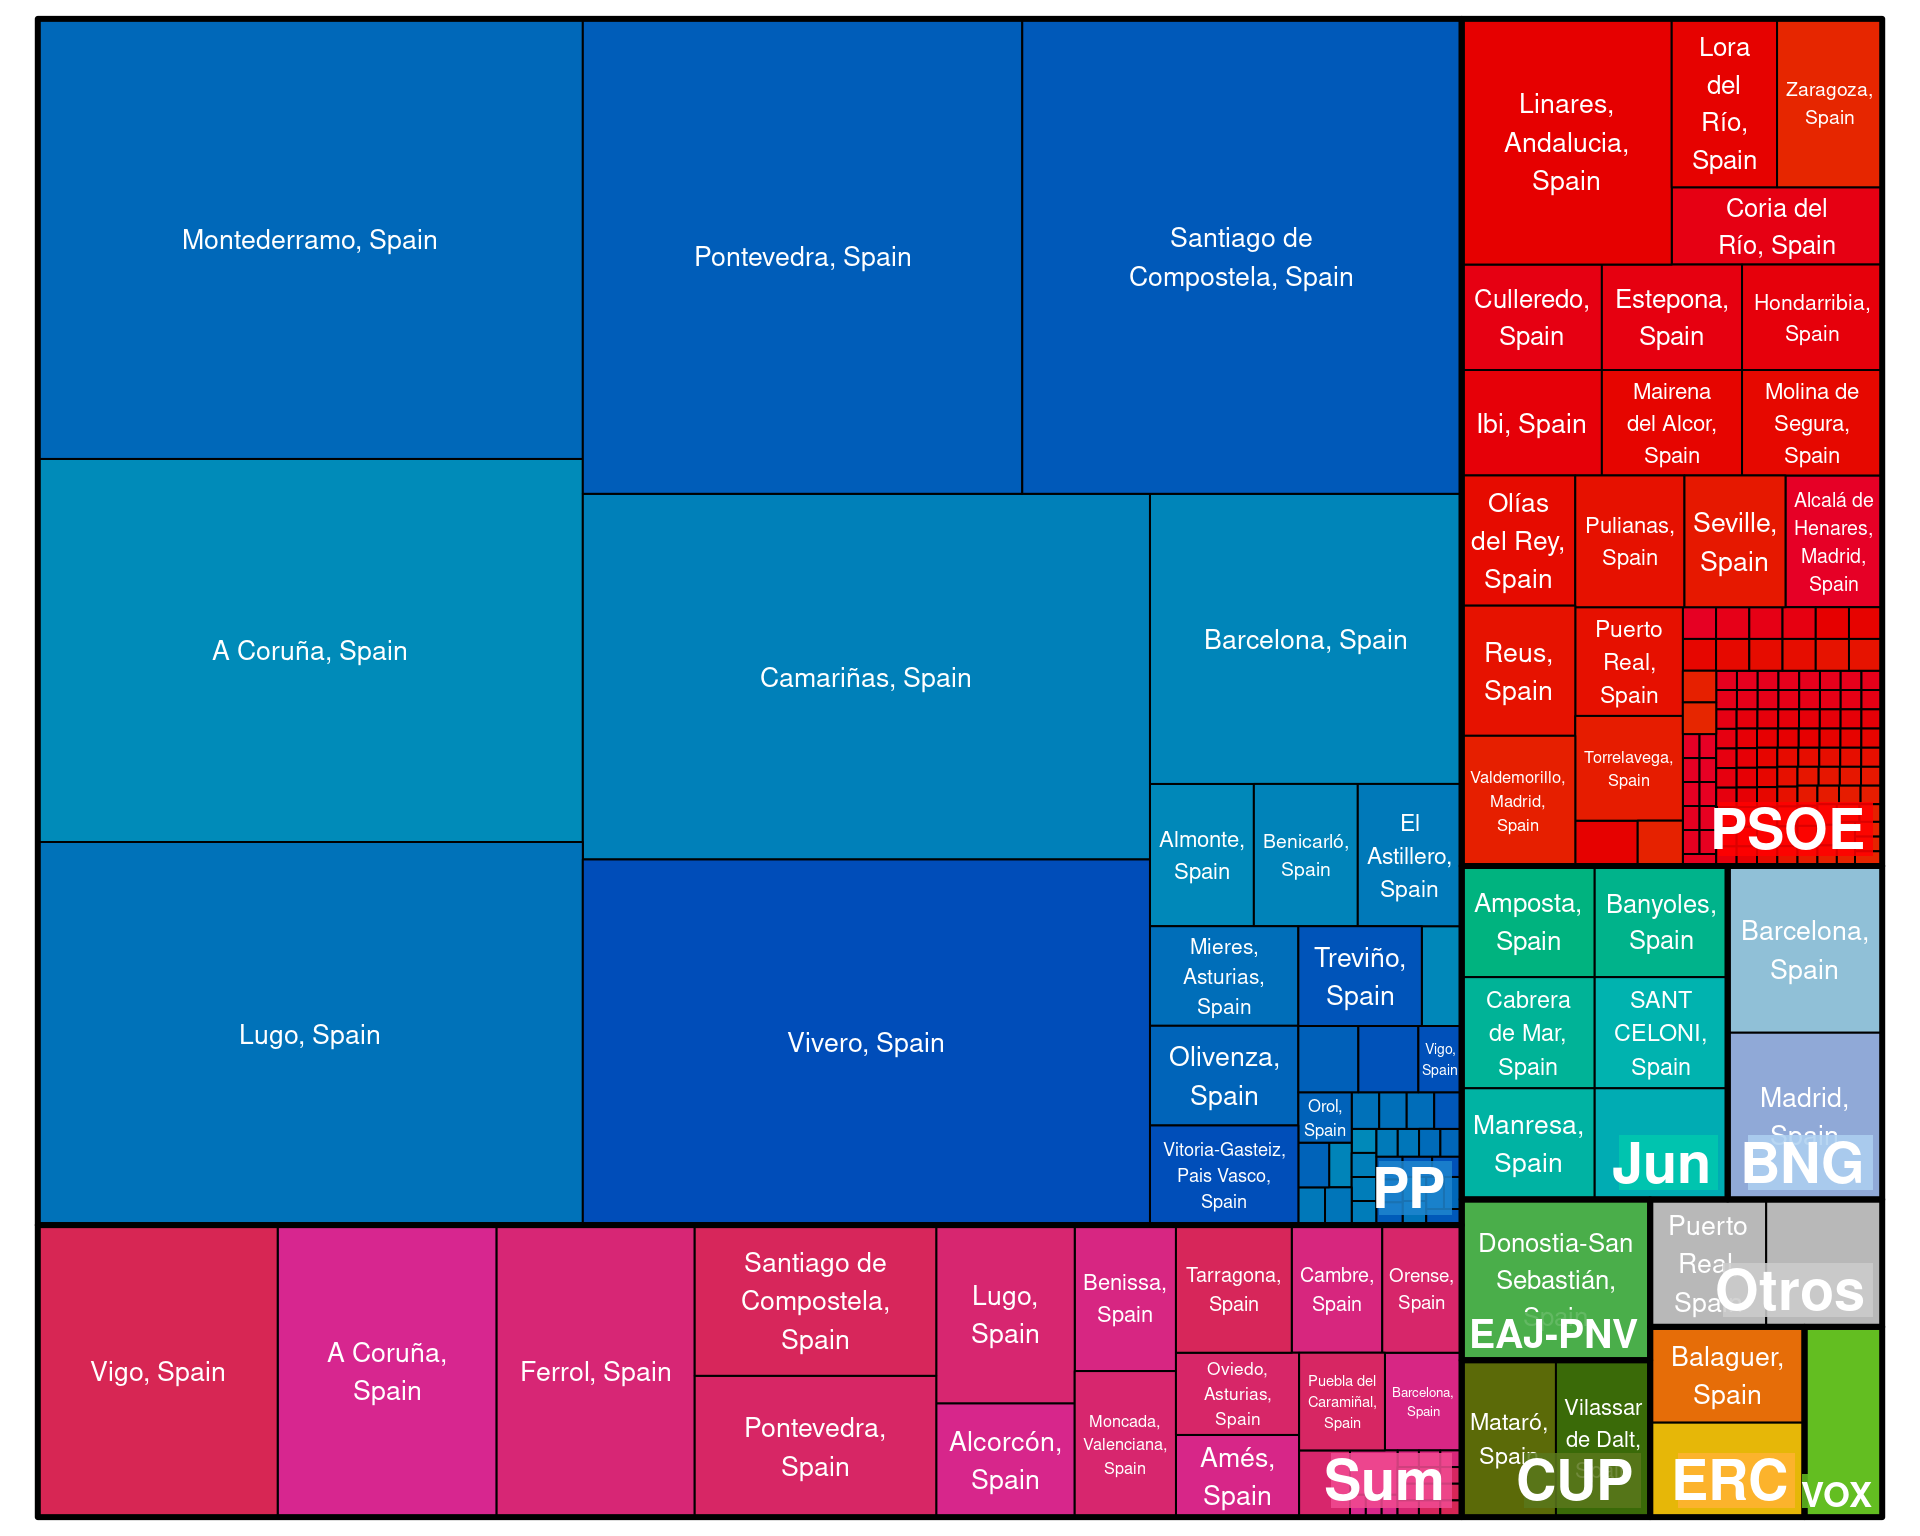 Montederramo, Spain
Pontevedra, Spain
Santiago de
Compostela, Spain
A Coruña, Spain
Camariñas, Spain
Barcelona, Spain
Lugo, Spain
Vivero, Spain
Almonte,
Spain
Benicarló,
Spain
El
Astillero,
Spain
Mieres,
Asturias,
Spain
Treviño,
Spain
Olivenza,
Spain
Vigo,
Spain
Orol,
Spain
Vitoria-Gasteiz,
Pais Vasco,
Spain
PP
Linares,
Andalucia,
Spain
Lora
del
Río,
Spain
Zaragoza,
Spain
Coria del
Río, Spain
Culleredo,
Spain
Estepona,
Spain
Hondarribia,
Spain
Ibi, Spain
Mairena
del Alcor,
Spain
Molina de
Segura,
Spain
Olías
del Rey,
Spain
Pulianas,
Spain
Seville,
Spain
Alcalá de
Henares,
Madrid,
Spain
Reus,
Spain
Puerto
Real,
Spain
Valdemorillo,
Madrid,
Spain
Torrelavega,
Spain
PSOE
Amposta,
Spain
Banyoles,
Spain
Cabrera
de Mar,
Spain
SANT
CELONI,
Spain
Manresa,
Spain
Jun
Barcelona,
Spain
Madrid,
Spain
BNG
Vigo, Spain
A Coruña,
Spain
Ferrol, Spain
Santiago de
Compostela,
Spain
Pontevedra,
Spain
Lugo,
Spain
Alcorcón,
Spain
Benissa,
Spain
Moncada,
Valenciana,
Spain
Tarragona,
Spain
Cambre,
Spain
Orense,
Spain
Oviedo,
Asturias,
Spain
Puebla del
Caramiñal,
Spain
Barcelona,
Spain
Amés,
Spain
Sum
Donostia-San
Sebastián,
Spain
EAJ-PNV
Puerto
Real,
Spain
Otros
Mataró,
Spain
Vilassar
de Dalt,
Spain
CUP
Balaguer,
Spain
ERC
VOX